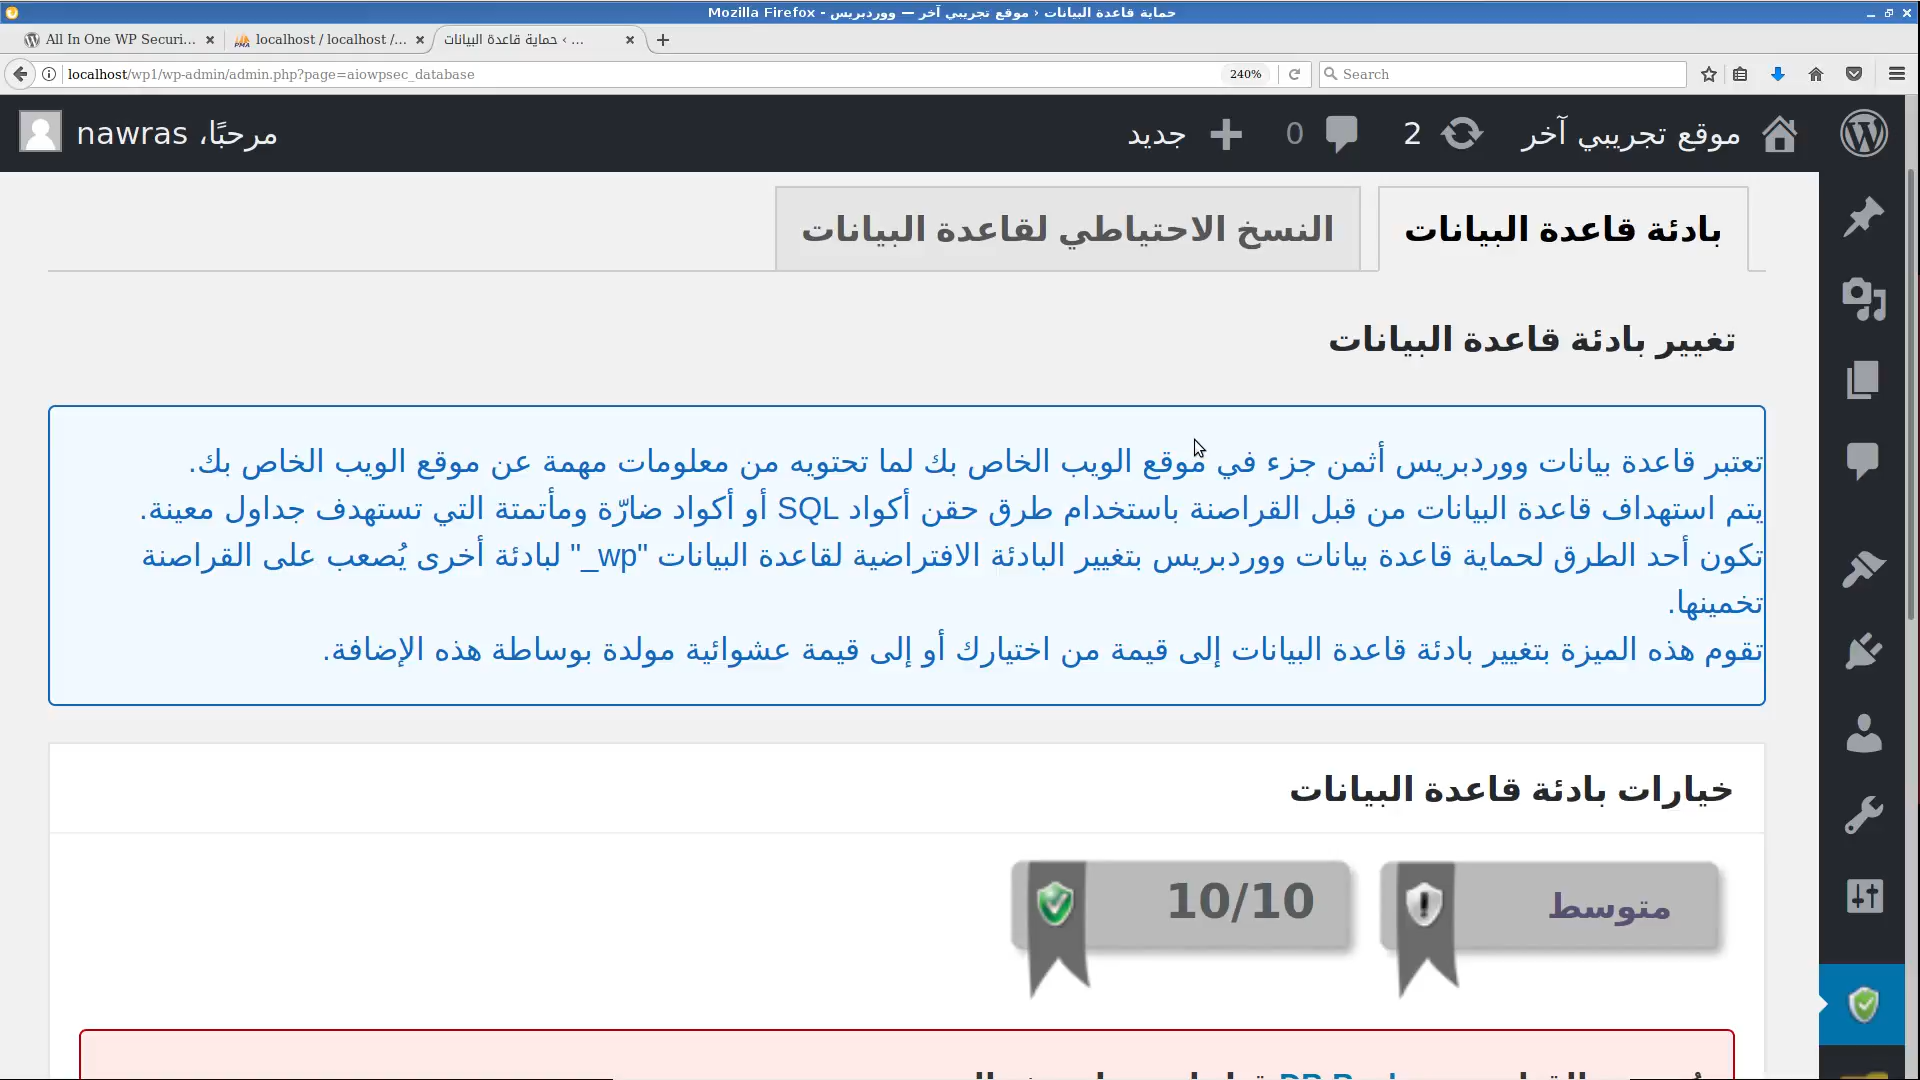 حماية قاعدة البيانات ‹ موقع تجريبي آخر — ووردبريس - Mozilla Firefox
All In One WP Securi...
localhost / localhost /...
حماية قاعدة البيانات ‹ ...
localhost/wp1/wp-admin/admin.php?page=aiowpsec_database
240%
Search
موقع تجريبي آخر
2
0
جديد
مرحبًا، nawras
بادئة قاعدة البيانات
النسخ الاحتياطي لقاعدة البيانات
تغيير بادئة قاعدة البيانات
تعتبر قاعدة بيانات ووردبريس أثمن جزء في موقع الويب الخاص بك لما تحتويه من معلومات مهمة عن موقع الويب الخاص بك.
يتم استهداف قاعدة البيانات من قبل القراصنة باستخدام طرق حقن أكواد SQL أو أكواد ضارّة ومأتمتة التي تستهدف جداول معينة.
تكون أحد الطرق لحماية قاعدة بيانات ووردبريس بتغيير البادئة الافتراضية لقاعدة البيانات "wp_" لبادئة أخرى يُصعب على القراصنة
تخمينها.
تقوم هذه الميزة بتغيير بادئة قاعدة البيانات إلى قيمة من اختيارك أو إلى قيمة عشوائية مولدة بوساطة هذه الإضافة.
خيارات بادئة قاعدة البيانات
متوسط
10/10